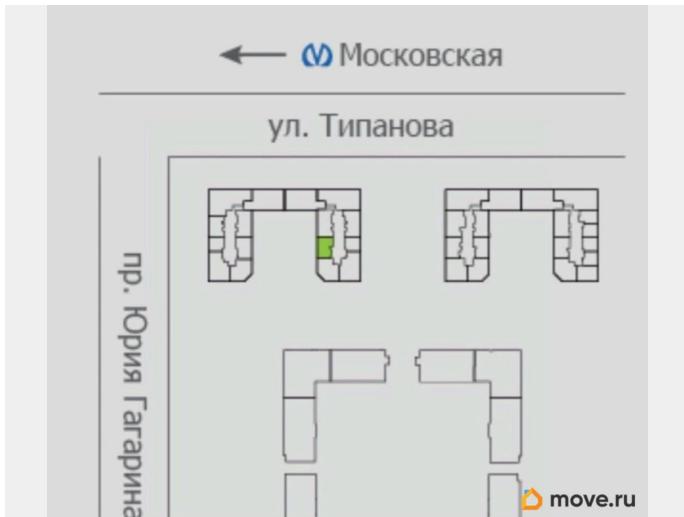 Московская
ул. Типанова
пр. Юрия Гагарина
move.ru